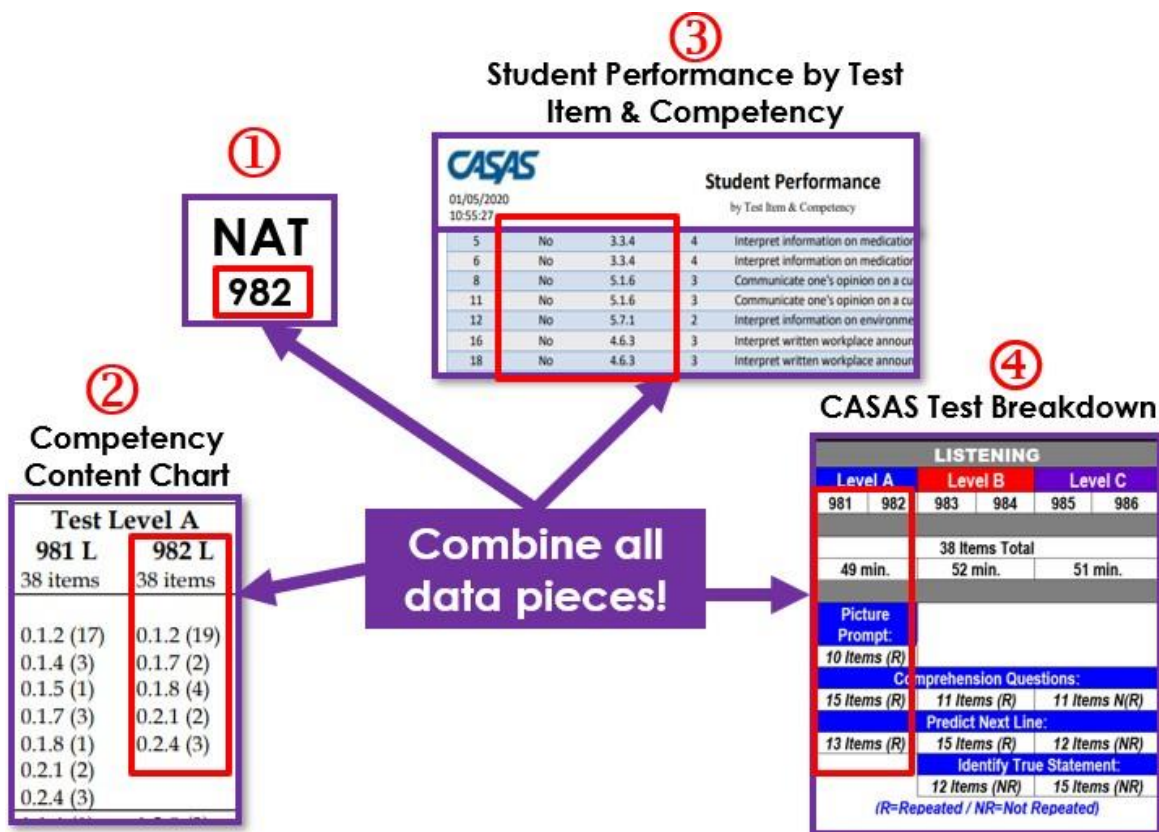 ①
NAT
982
②
Competency
Content Chart
Test Level A
981 L 982 L
38 items 38 items
0.1.2 (17) 0.1.2 (19)
0.1.4 (3) 0.1.7 (2)
0.1.5 (1) 0.1.8 (4)
0.1.7 (3) 0.2.1 (2)
0.1.8 (1) 0.2.4 (3)
0.2.1 (2)
0.2.4 (3)
③
Student Performance by Test
Item & Competency
CASAS
Student Performance
01/05/2020
by Test Item & Competency
10:55:27
5 No 3.3.4 4 Interpret information on medication
6 No 3.3.4 4 Interpret information on medication
8 No 5.1.6 3 Communicate one's opinion on a cu
11 No 5.1.6 3 Communicate one's opinion on a cu
12 No 5.7.1 2 Interpret information on environme
16 No 4.6.3 3 Interpret written workplace announ
18 No 4.6.3 3 Interpret written workplace announ
Combine all
data pieces!
④
CASAS Test Breakdown
LISTENING
Level A Level B Level C
981 982 983 984 985 986
38 Items Total
49 min. 52 min. 51 min.
Picture
Prompt:
10 Items (R)
Comprehension Questions:
15 Items (R) 11 Items (R) 11 Items N(R)
Predict Next Line:
13 Items (R) 15 Items (R) 12 Items (NR)
Identify True Statement:
12 Items (NR) 15 Items (NR)
(R=Repeated / NR=Not Repeated)